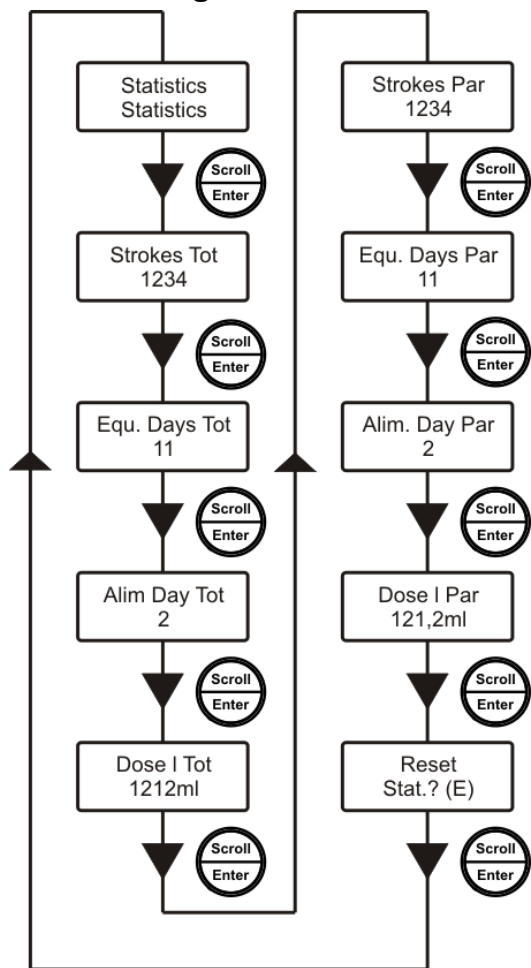 Statistics
Statistics
Scroll
Enter
Strokes Tot
1234
Scroll
Enter
Equ. Days Tot
11
Scroll
Enter
Alim Day Tot
2
Scroll
Enter
Dose l Tot
1212ml
Scroll
Enter
Strokes Par
1234
Scroll
Enter
Equ. Days Par
11
Scroll
Enter
Alim. Day Par
2
Scroll
Enter
Dose l Par
121,2ml
Scroll
Enter
Reset
Stat.? (E)
Scroll
Enter